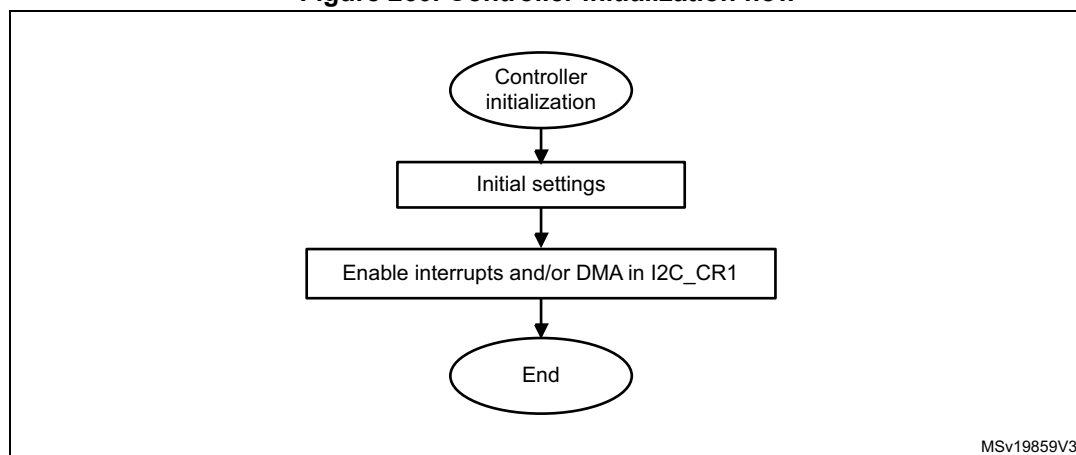 Controller
initialization
Initial settings
Enable interrupts and/or DMA in I2C_CR1
End
MSv19859V3